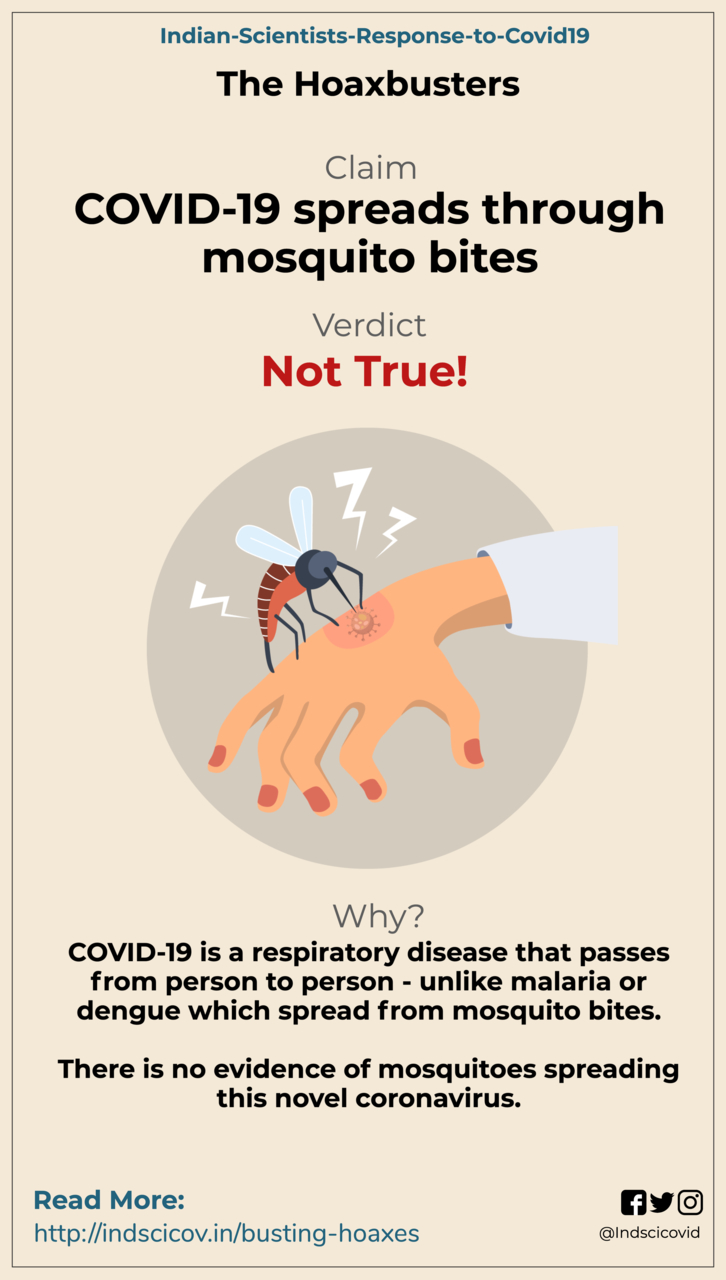 Indian-Scientists-Response-to-Covid19
The Hoaxbusters
Claim
COVID-19 spreads through
mosquito bites
Verdict
Not True!
Why?
COVID-19 is a respiratory disease that passes
from person to person - unlike malaria or
dengue which spread from mosquito bites.
There is no evidence of mosquitoes spreading
this novel coronavirus.
Read More:
http://indscicov.in/busting-hoaxes
@Indscicovid